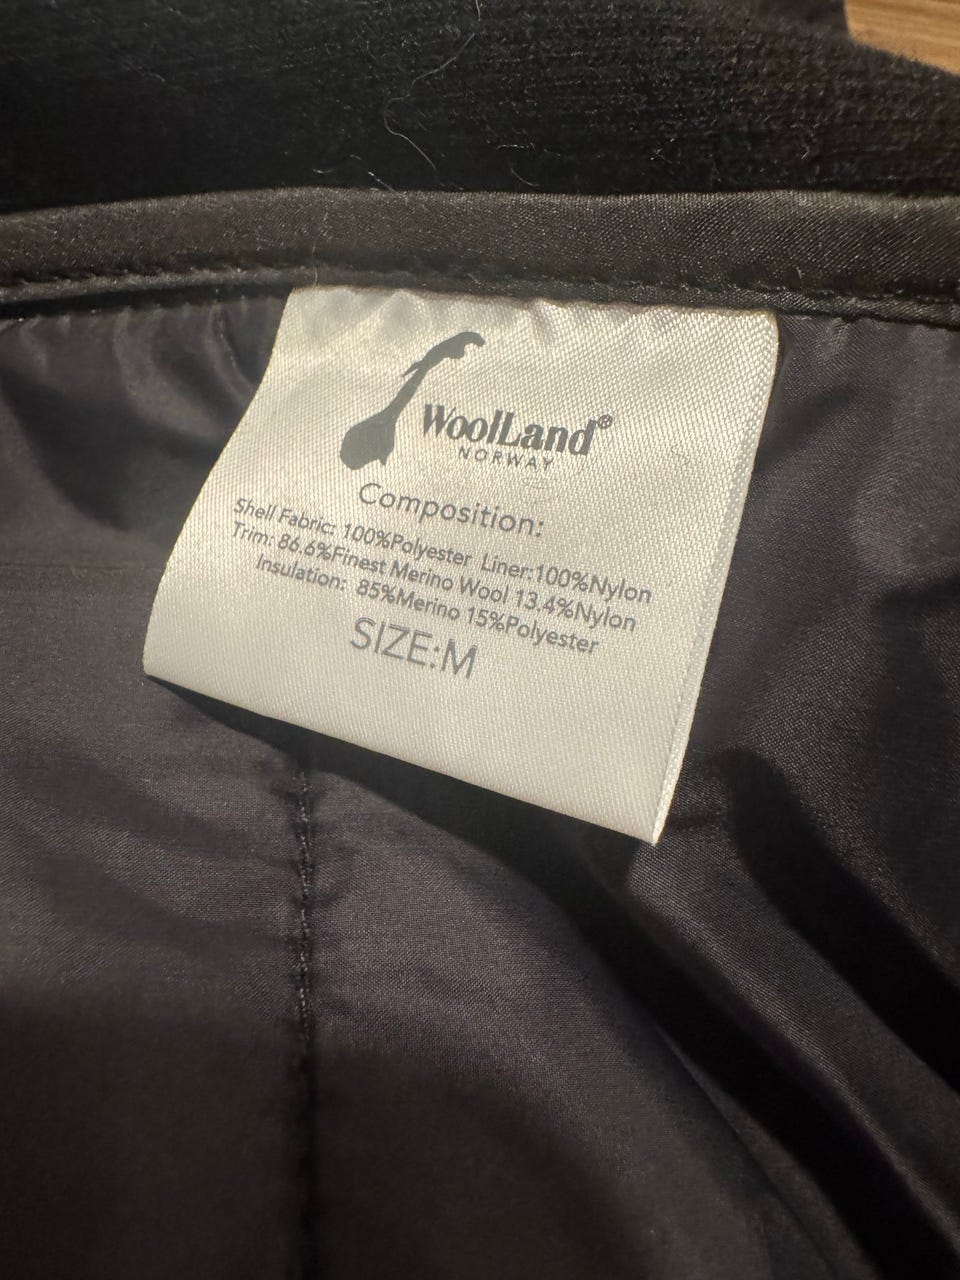 WoolLand®
NORWAY
Composition:
Shell Fabric: 100%Polyester Liner:100%Nylon
Trim: 86.6%Finest Merino Wool 13.4%Nylon
Insulation: 85%Merino 15%Polyester
SIZE:M